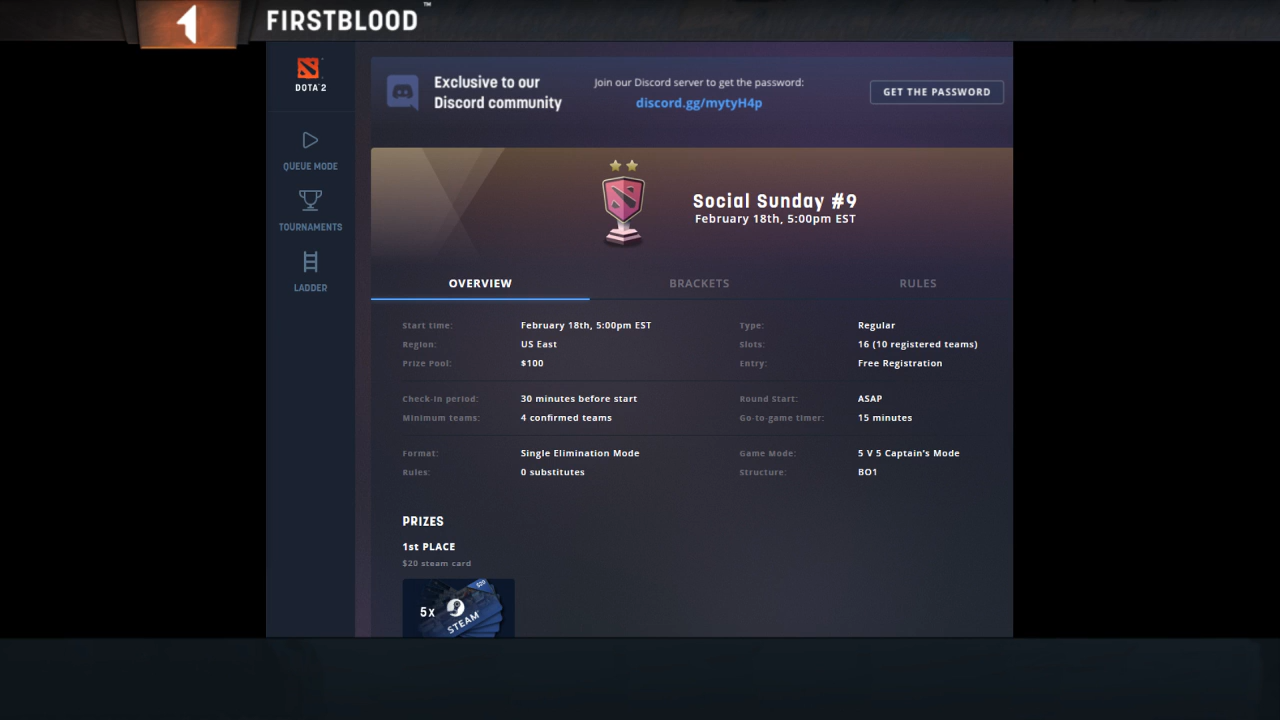 FIRSTBLOOD™
DOTA 2
QUEUE MODE
TOURNAMENTS
LADDER
Exclusive to our
Discord community
Join our Discord server to get the password:
discord.gg/mytyH4p
GET THE PASSWORD
Social Sunday #9
February 18th, 5:00pm EST
OVERVIEW BRACKETS RULES
Start time: February 18th, 5:00pm EST Type: Regular
Region: US East Slots: 16 (10 registered teams)
Prize Pool: $100 Entry: Free Registration
Check-in period: 30 minutes before start Round Start: ASAP
Minimum teams: 4 confirmed teams Go-to-game timer: 15 minutes
Format: Single Elimination Mode Game Mode: 5 V 5 Captain's Mode
Rules: 0 substitutes Structure: BO1
PRIZES
1st PLACE
$20 steam card
$20
5x STEAM